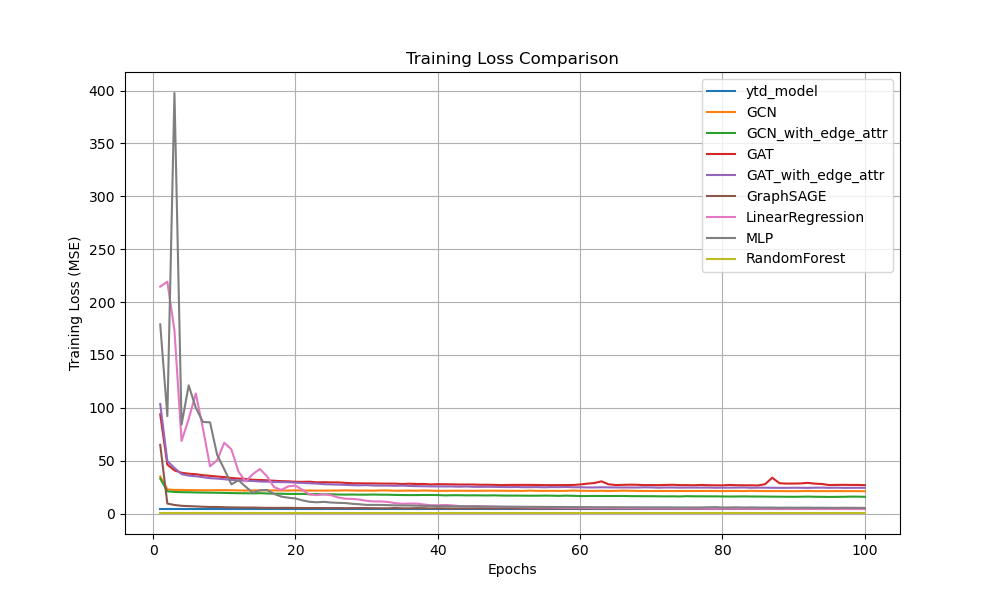 Training Loss Comparison
400
350
300
250
200
150
100
50
0
Training Loss (MSE)
ytd_model
GCN
GCN_with_edge_attr
GAT
GAT_with_edge_attr
GraphSAGE
LinearRegression
MLP
RandomForest
0 20 40 60 80 100
Epochs